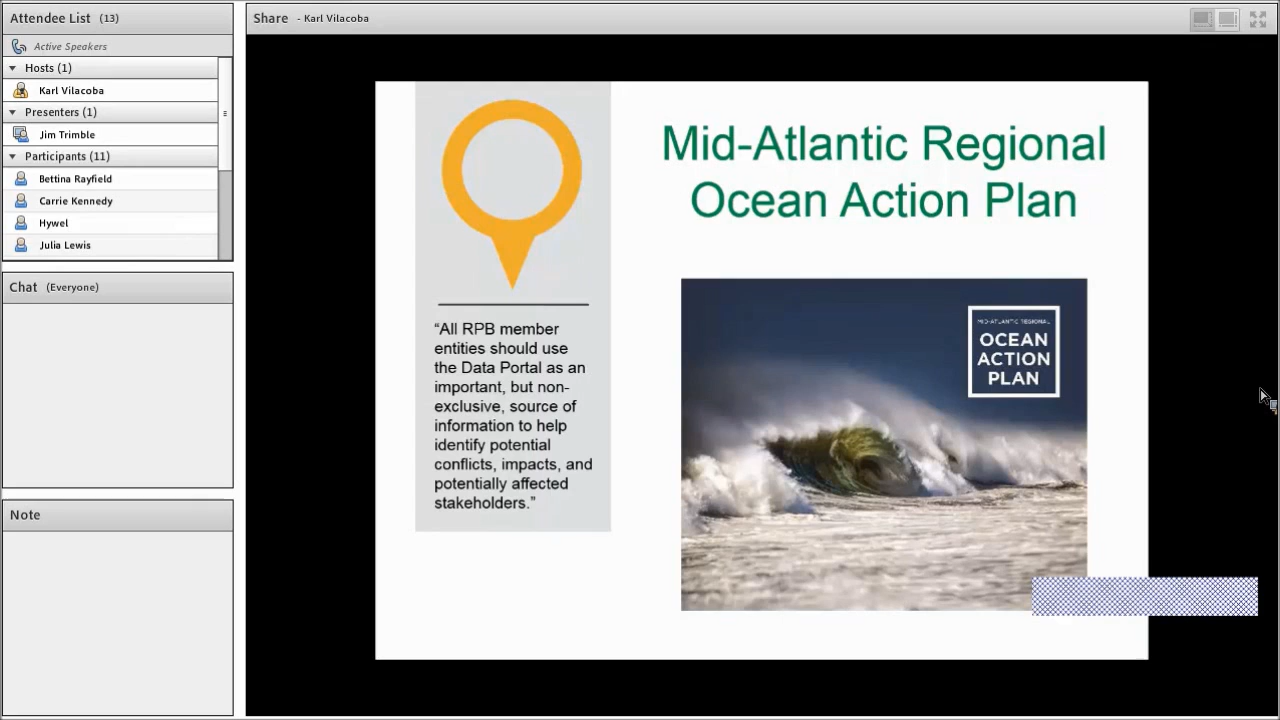 Attendee List (13)
Active Speakers
Hosts (1)
Karl Vilacoba
Presenters (1)
Jim Trimble
Participants (11)
Bettina Rayfield
Carrie Kennedy
Hywel
Julia Lewis
Chat (Everyone)
Note
Share - Karl Vilacoba
Mid-Atlantic Regional
Ocean Action Plan
“All RPB member
entities should use
the Data Portal as an
important, but non-
exclusive, source of
information to help
identify potential
conflicts, impacts, and
potentially affected
stakeholders.”
MID-ATLANTIC REGIONAL
OCEAN
ACTION
PLAN